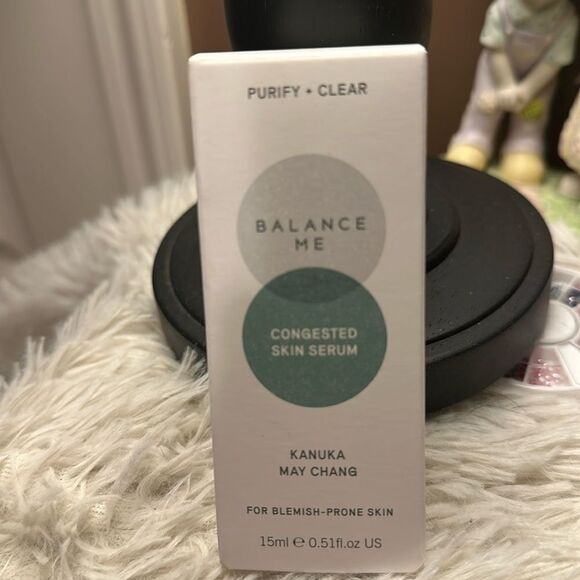 PURIFY + CLEAR
BALANCE
ME
CONGESTED
SKIN SERUM
KANUKA
MAY CHANG
FOR BLEMISH-PRONE SKIN
15ml ℮ 0.51fl.oz US